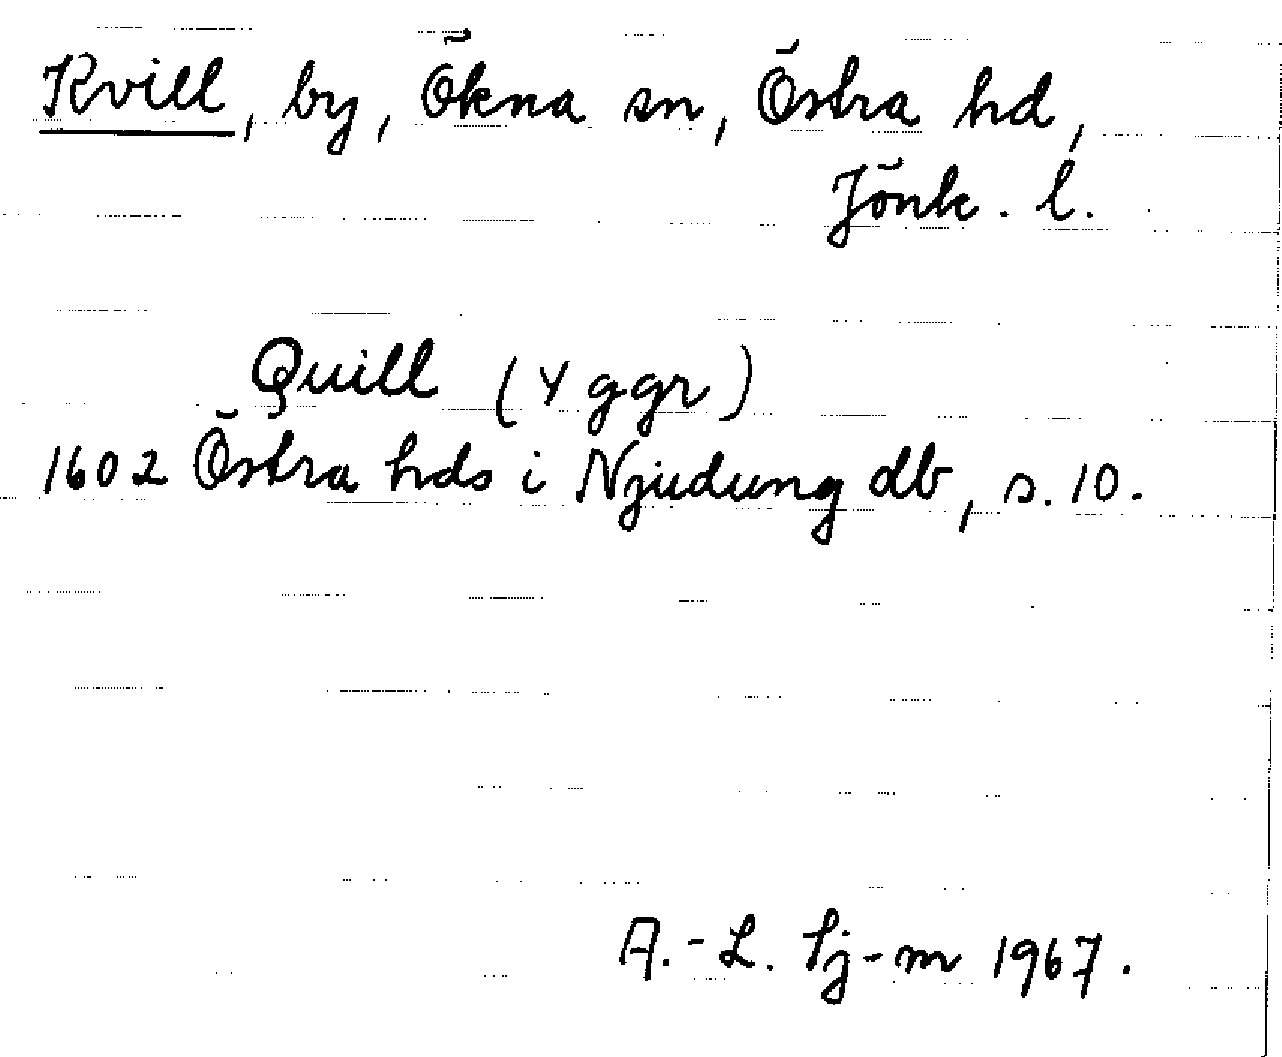 Kvill, by, Ökna sn, Östra hd,
Jönk. l.
Quill (4 ggr)
1602 Östra hds i Njudung db, s. 10.
A.-L. Sj-m 1967.